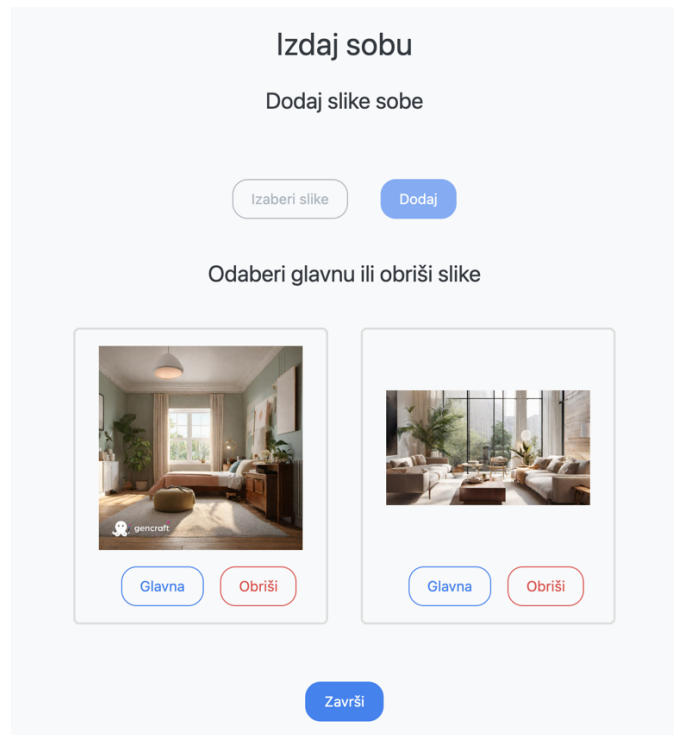 Izdaj sobu
Dodaj slike sobe
Izaberi slike
Dodaj
Odaberi glavnu ili obriši slike
gencraft
Glavna
Obriši
Glavna
Obriši
Završi